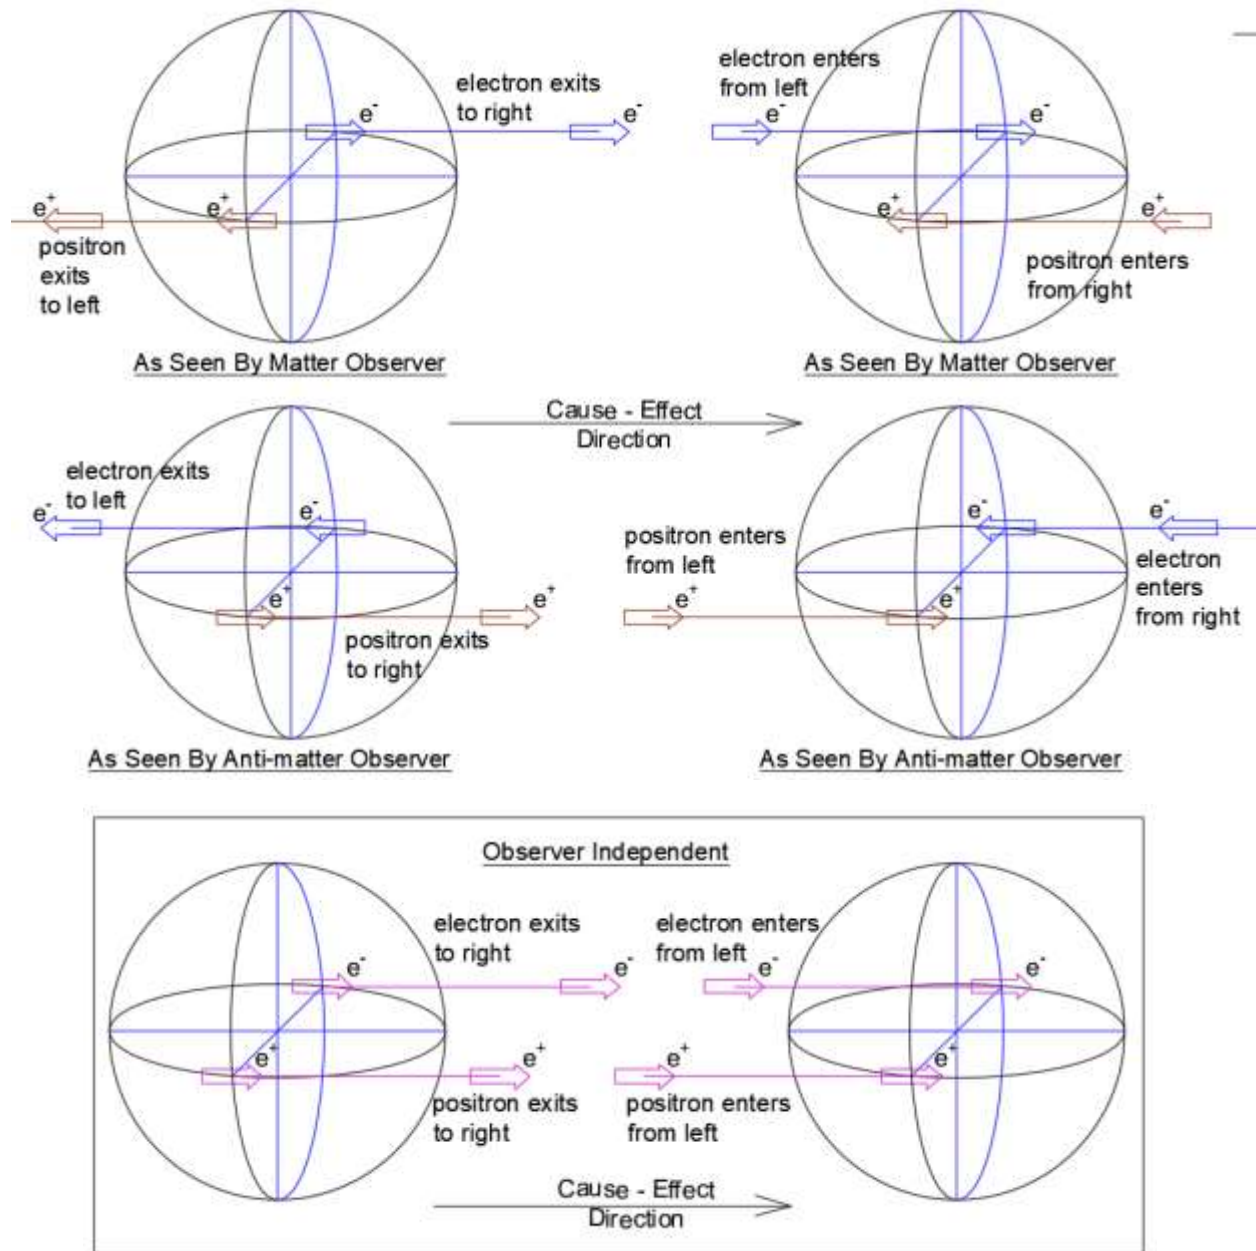 electron exits
to right
e-
e-
e+
e+
positron
exits
to left
As Seen By Matter Observer
electron enters
from left
e-
e-
e+
e+
positron enters
from right
As Seen By Matter Observer
Cause - Effect
Direction
electron exits
to left
e-
e-
e+
e+
positron exits
to right
As Seen By Anti-matter Observer
positron enters
from left
e+
e-
e-
e+
electron
enters
from right
As Seen By Anti-matter Observer
Observer Independent
electron exits
to right
e-
e-
e+
e+
positron exits
to right
electron enters
from left
e-
e-
e+
e+
positron enters
from left
Cause - Effect
Direction